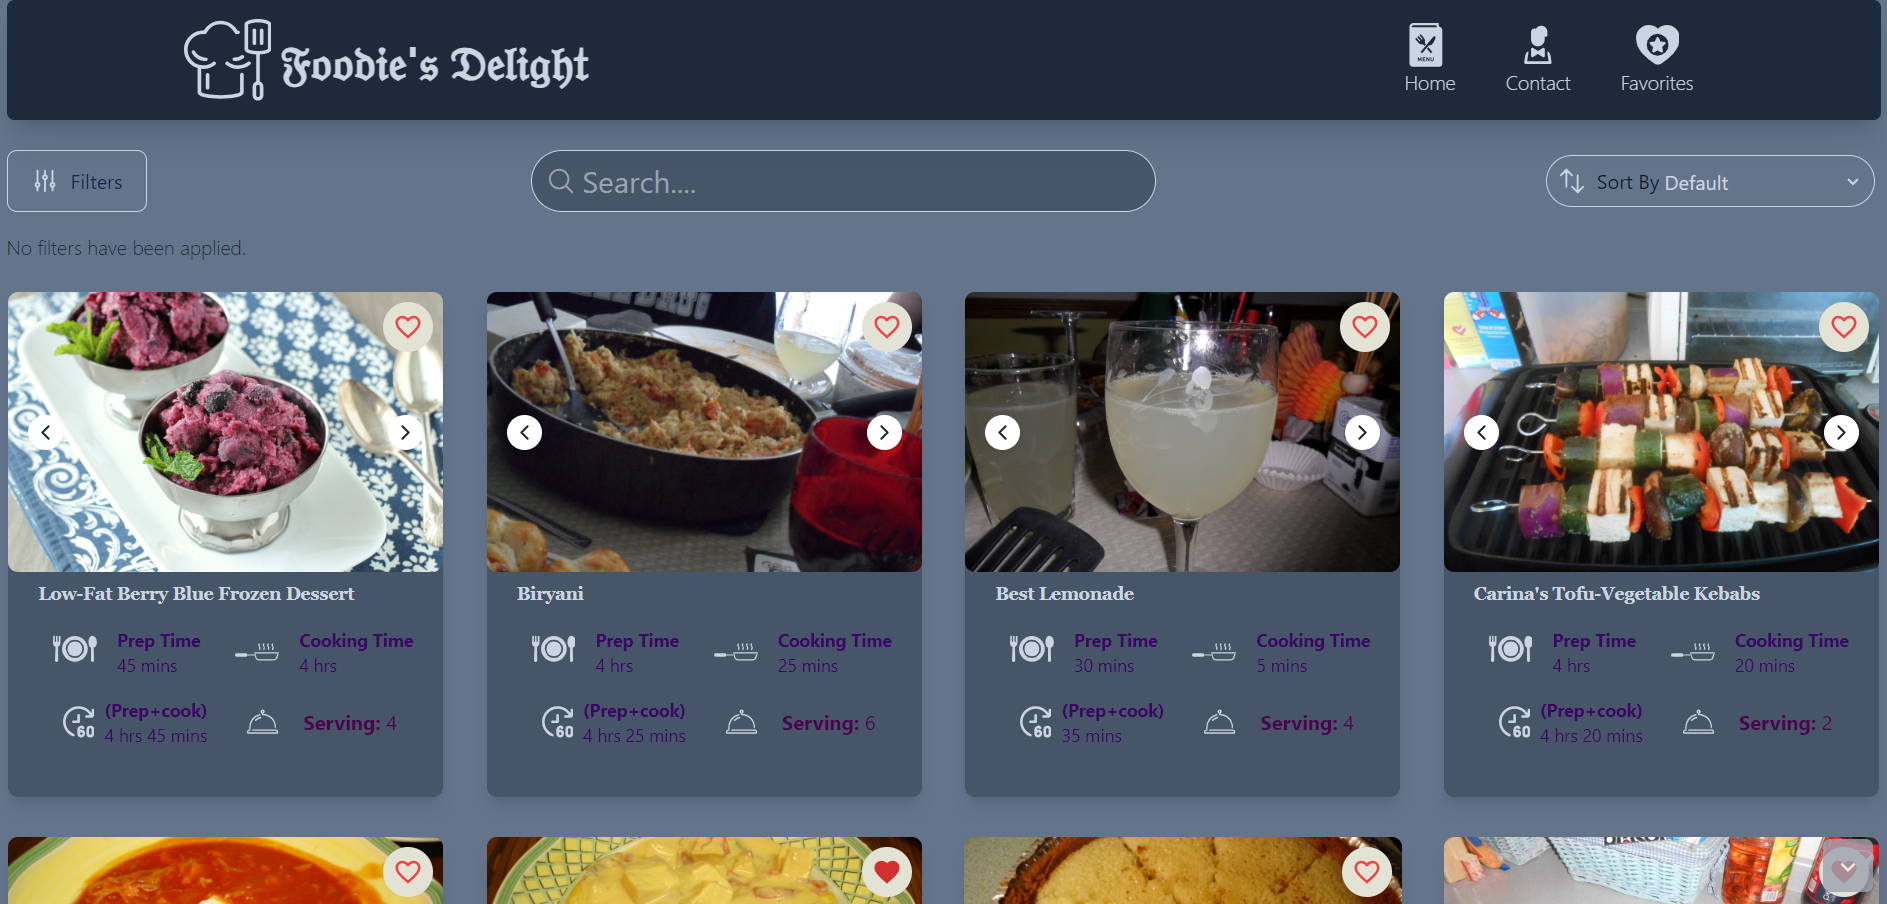 Foodie's Delight
MENU
Home
Contact
Favorites
Filters
Search....
Sort By Default
No filters have been applied.
Low-Fat Berry Blue Frozen Dessert
Prep Time
45 mins
Cooking Time
4 hrs
(Prep+cook)
4 hrs 45 mins
60
Serving: 4
Biryani
Prep Time
4 hrs
Cooking Time
25 mins
(Prep+cook)
4 hrs 25 mins
60
Serving: 6
Best Lemonade
Prep Time
30 mins
Cooking Time
5 mins
(Prep+cook)
35 mins
60
Serving: 4
Carina's Tofu-Vegetable Kebabs
Prep Time
4 hrs
Cooking Time
20 mins
(Prep+cook)
4 hrs 20 mins
60
Serving: 2